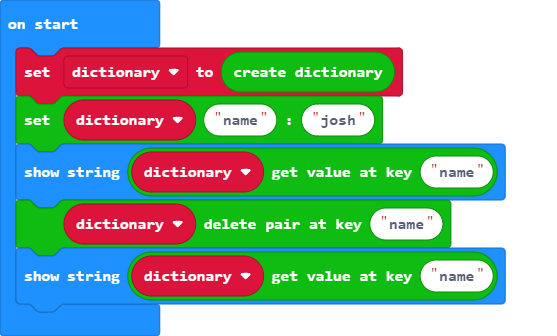 on start
set dictionary to create dictionary
set dictionary "name" : "josh"
show string dictionary get value at key "name"
dictionary delete pair at key "name"
show string dictionary get value at key "name"